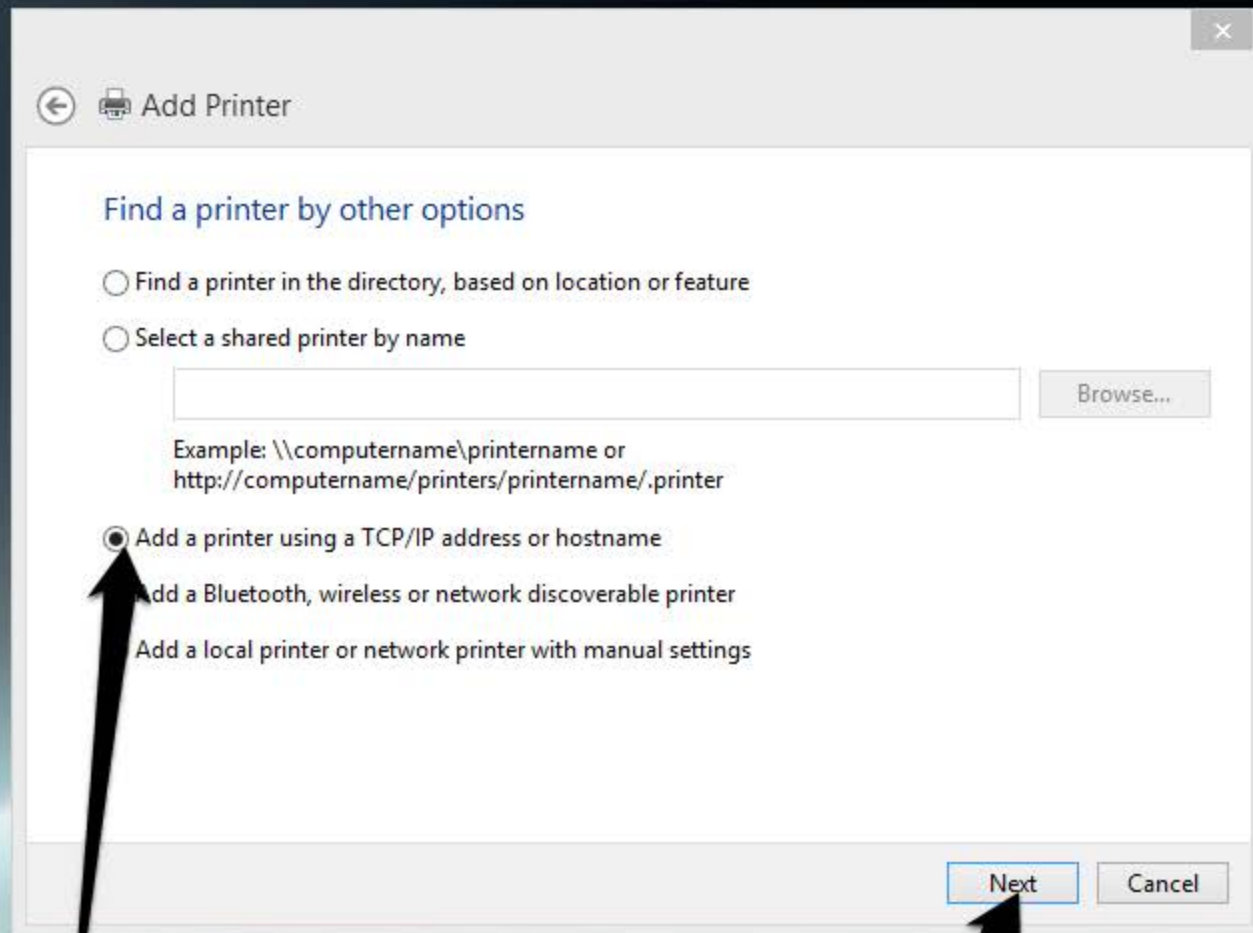 Add Printer
Find a printer by other options
Find a printer in the directory, based on location or feature
Select a shared printer by name
Browse...
Example: \\computername\printername or
http://computername/printers/printername/.printer
Add a printer using a TCP/IP address or hostname
Add a Bluetooth, wireless or network discoverable printer
Add a local printer or network printer with manual settings
Next
Cancel